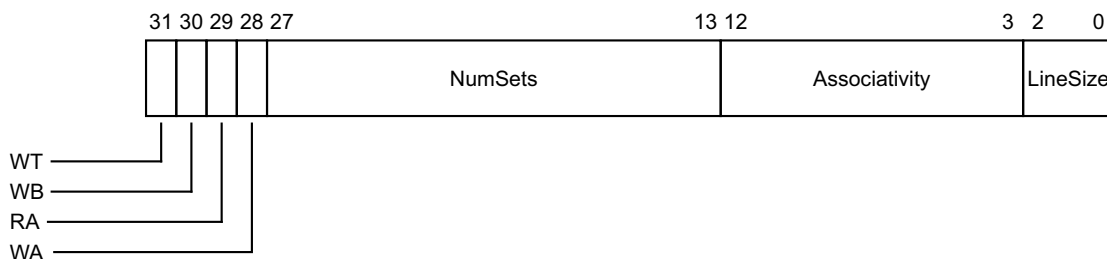 31 30 29 28 27 13 12 3 2 0
NumSets Associativity LineSize
WT
WB
RA
WA